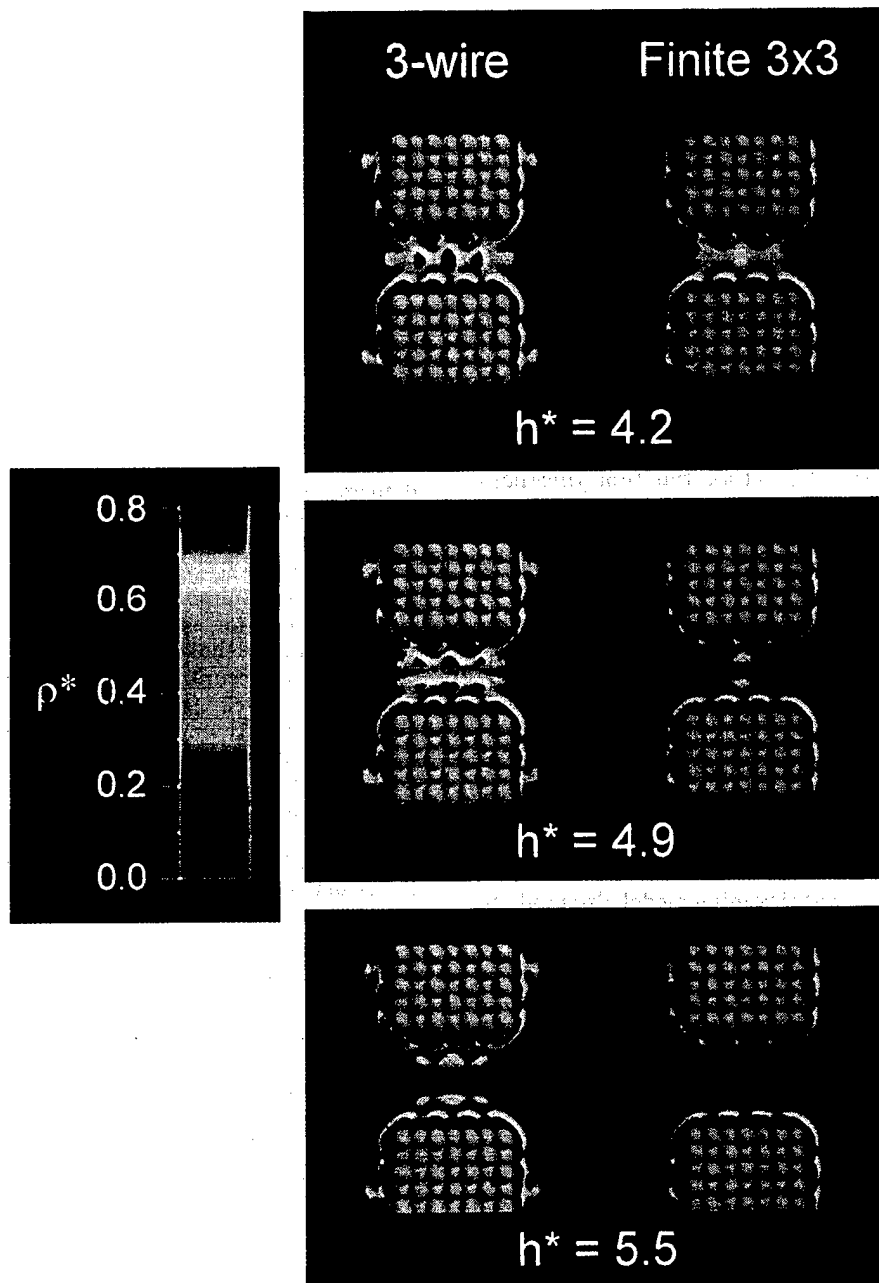 3-wire
Finite 3x3
h* = 4.2
0.8
0.6
ρ* 0.4
0.2
0.0
h* = 4.9
h* = 5.5